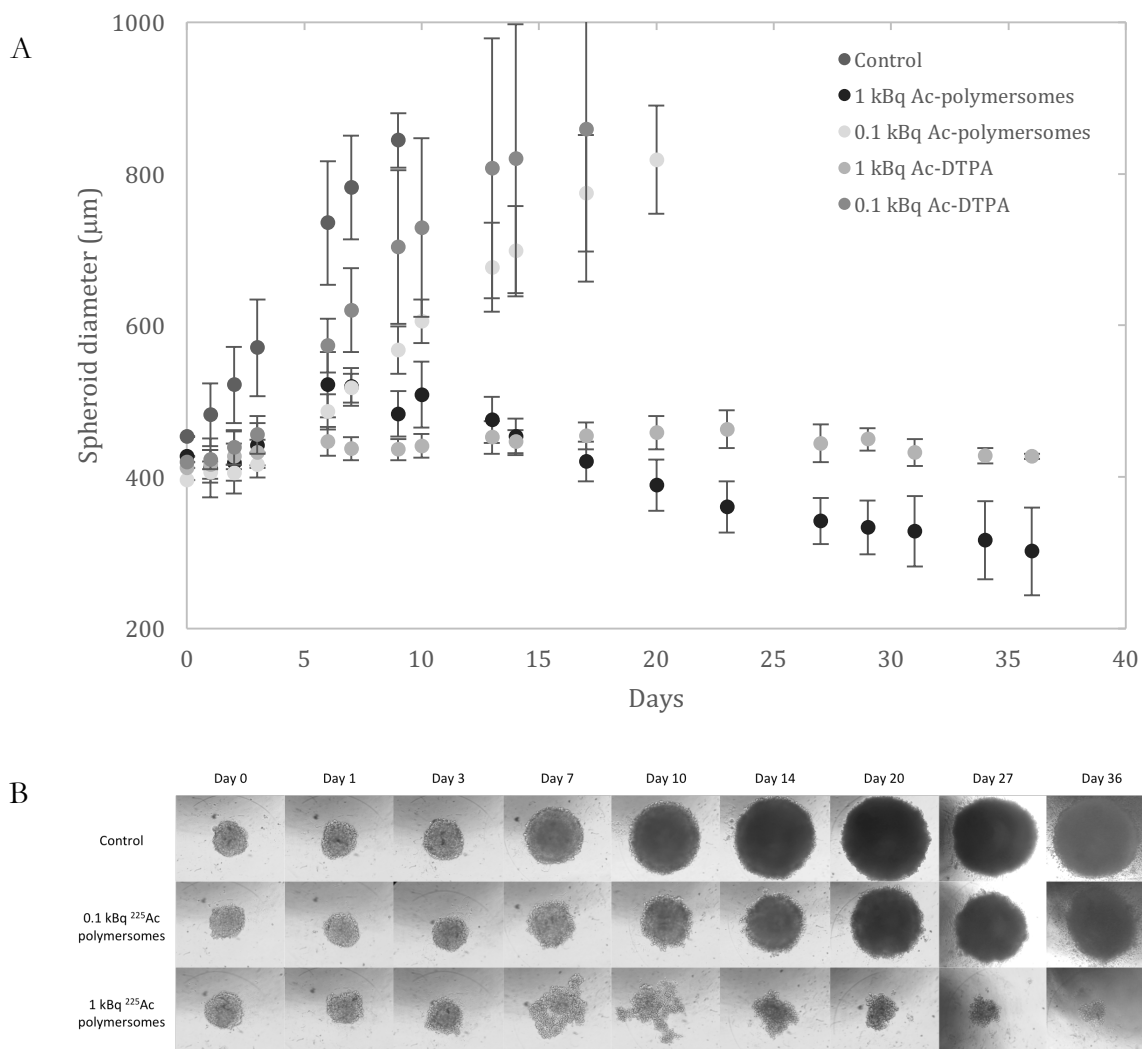 A
1000
800
600
400
200
Spheroid diameter (μm)
Control
1 kBq Ac-polymersomes
0.1 kBq Ac-polymersomes
1 kBq Ac-DTPA
0.1 kBq Ac-DTPA
0 5 10 15 20 25 30 35 40
Days
B
Day 0 Day 1 Day 3 Day 7 Day 10 Day 14 Day 20 Day 27 Day 36
Control
0.1 kBq ²²⁵Ac
polymersomes
1 kBq ²²⁵Ac
polymersomes